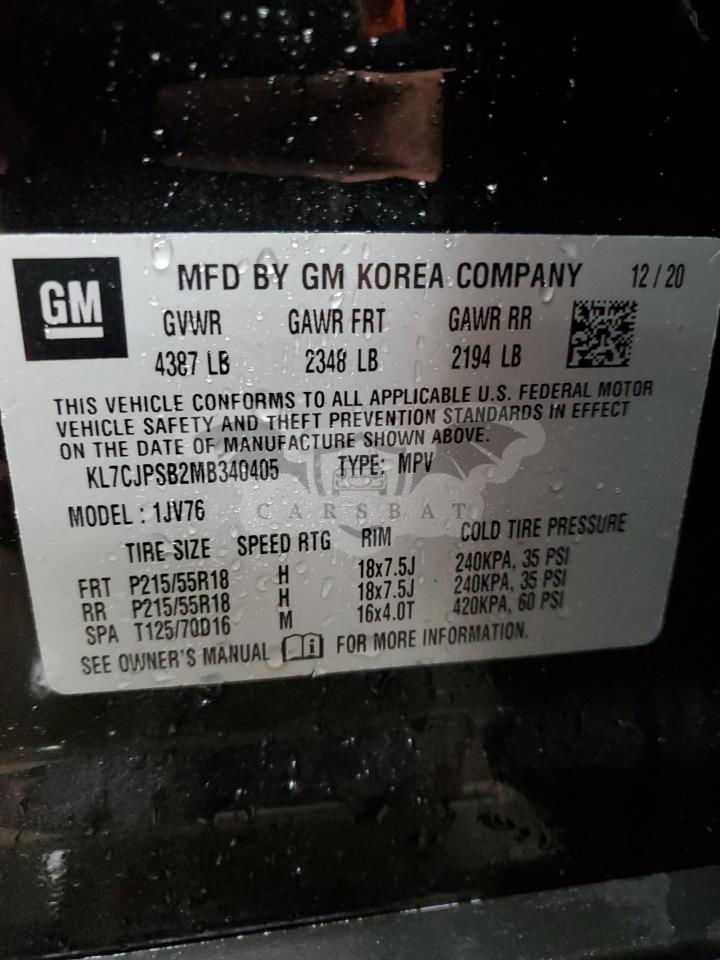 GM
MFD BY GM KOREA COMPANY 12/20
GVWR GAWR FRT GAWR RR
4387 LB 2348 LB 2194 LB
THIS VEHICLE CONFORMS TO ALL APPLICABLE U.S. FEDERAL MOTOR
VEHICLE SAFETY AND THEFT PREVENTION STANDARDS IN EFFECT
ON THE DATE OF MANUFACTURE SHOWN ABOVE.
KL7CJPSB2MB340405 TYPE: MPV
MODEL: 1JV76
CARSBAT
TIRE SIZE SPEED RTG RIM COLD TIRE PRESSURE
FRT P215/55R18 H 18x7.5J 240KPA, 35 PSI
RR P215/55R18 H 18x7.5J 240KPA, 35 PSI
SPA T125/70D16 M 16x4.0T 420KPA, 60 PSI
SEE OWNER'S MANUAL FOR MORE INFORMATION.